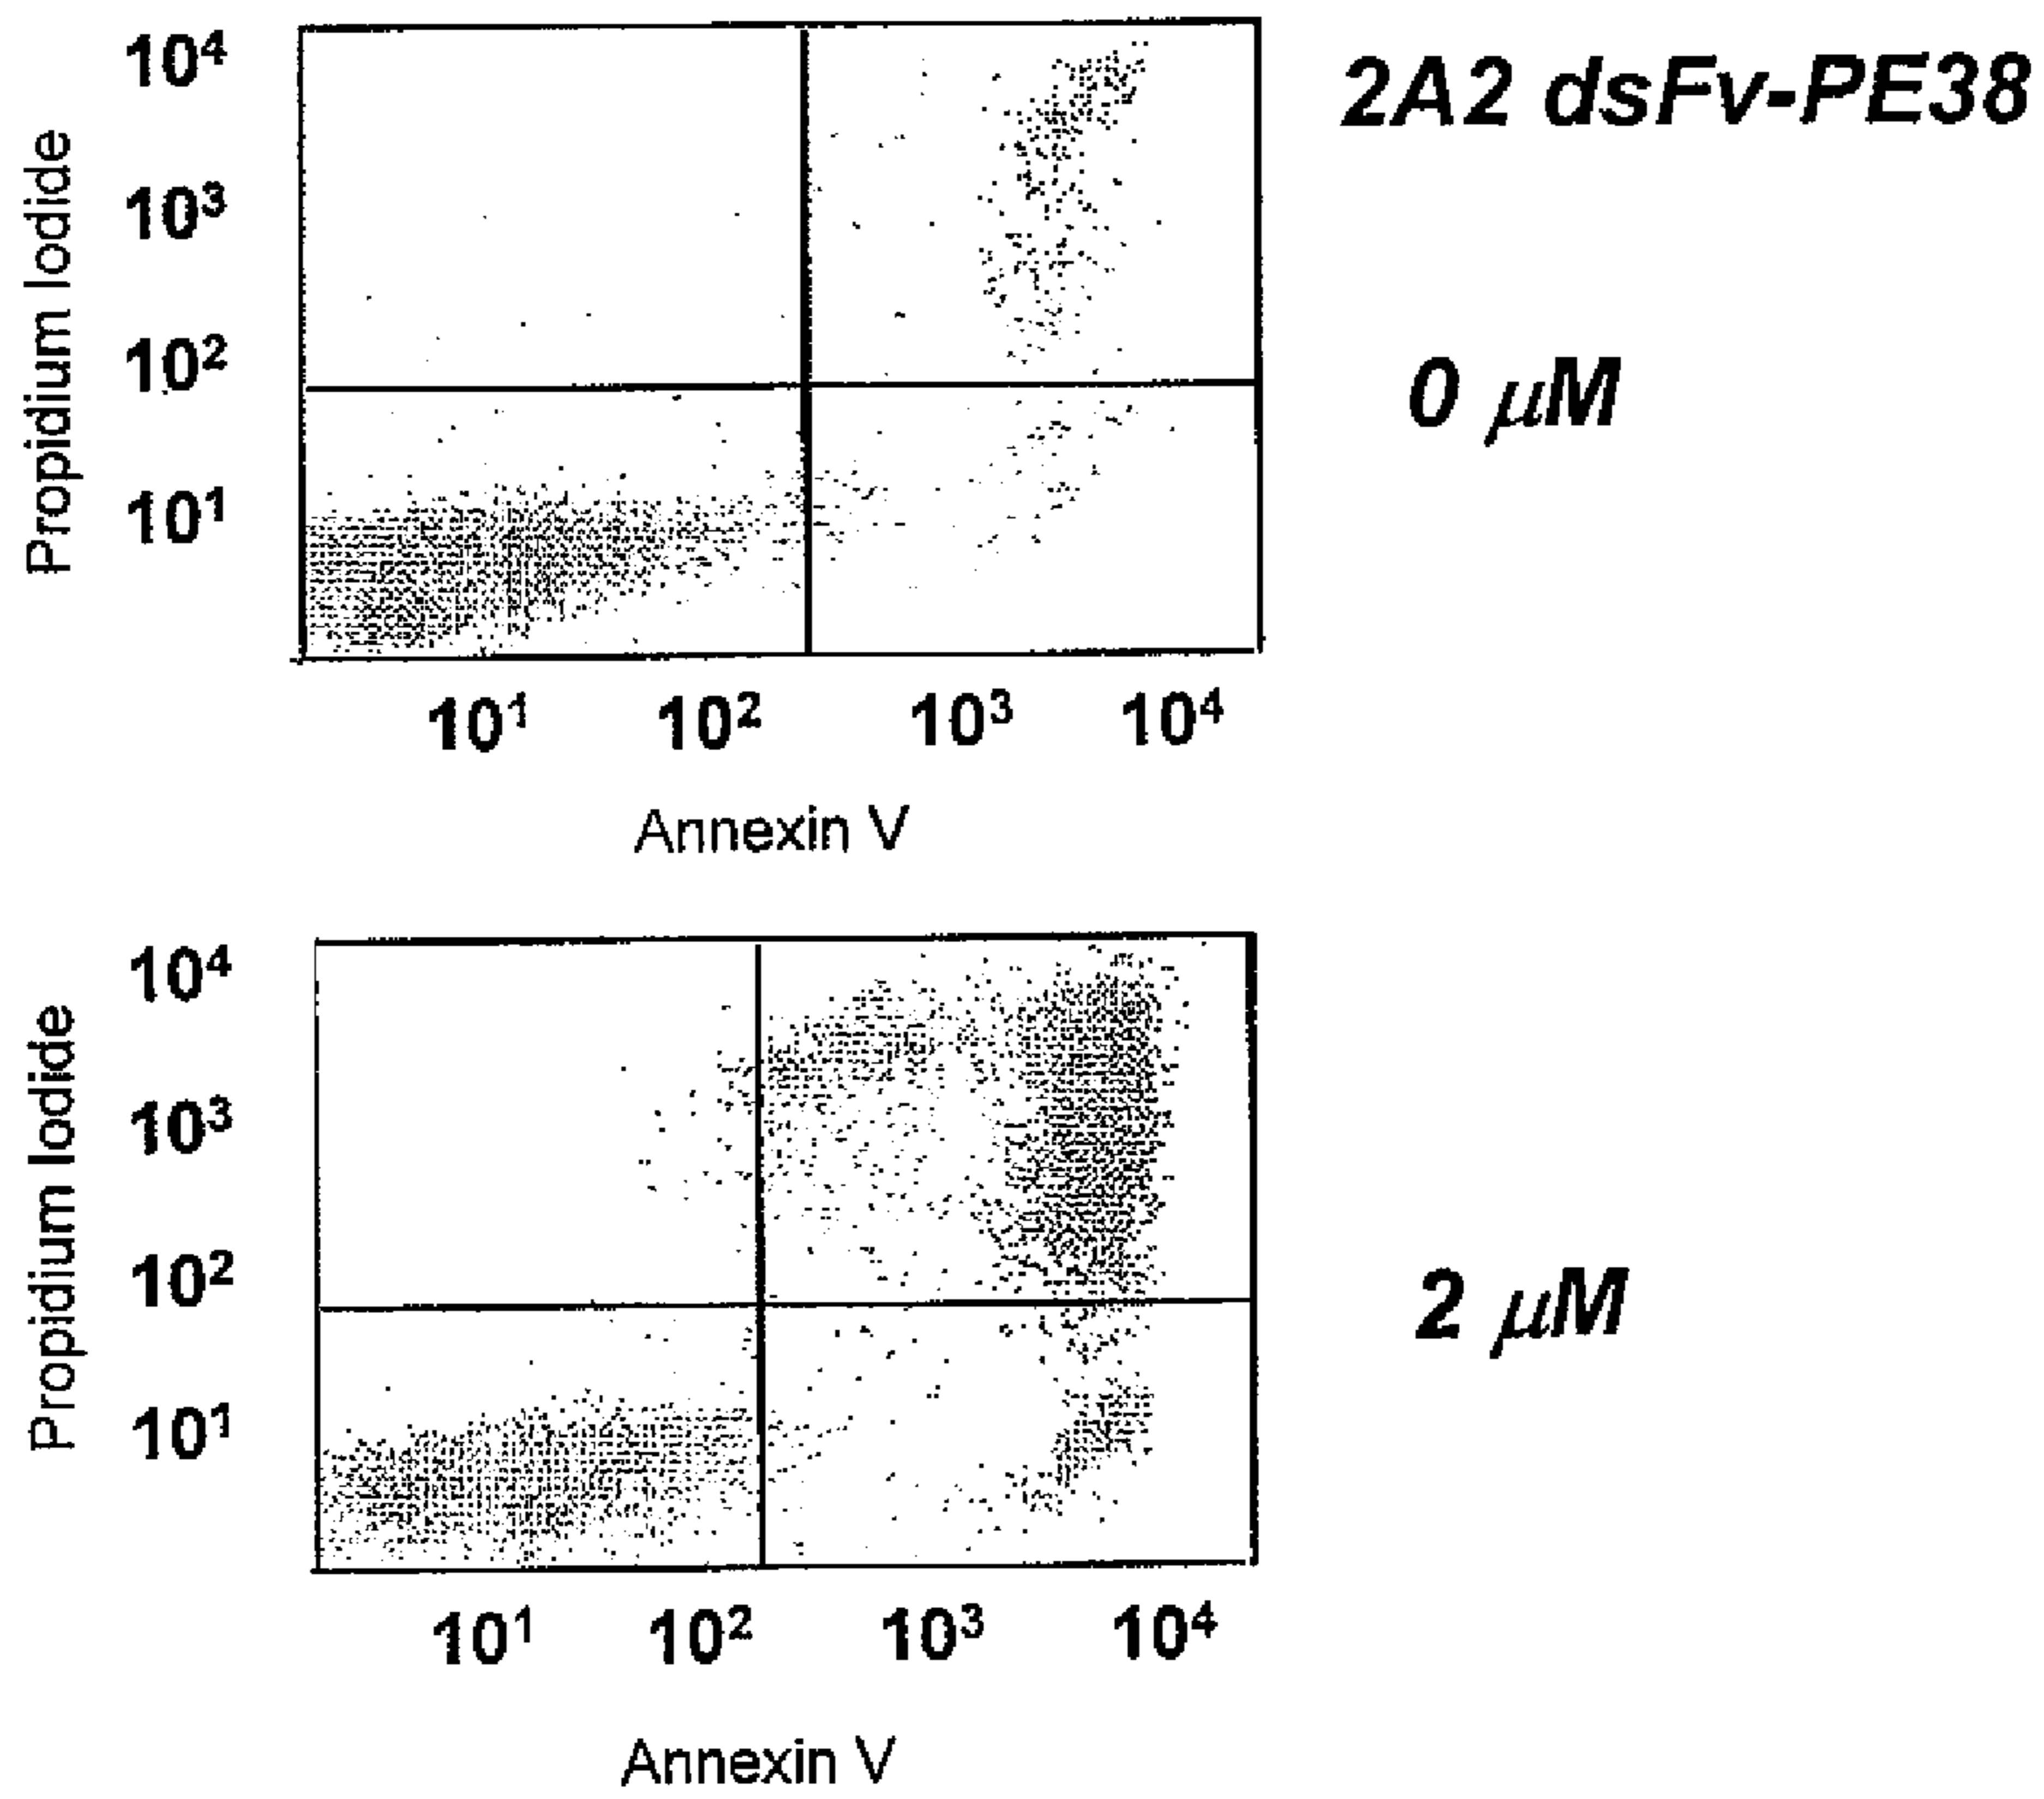 2A2 dsFv-PE38
0 μM
Propidium Iodide
10⁴
10³
10²
10¹
10¹ 10² 10³ 10⁴
Annexin V
2 μM
Propidium Iodide
10⁴
10³
10²
10¹
10¹ 10² 10³ 10⁴
Annexin V